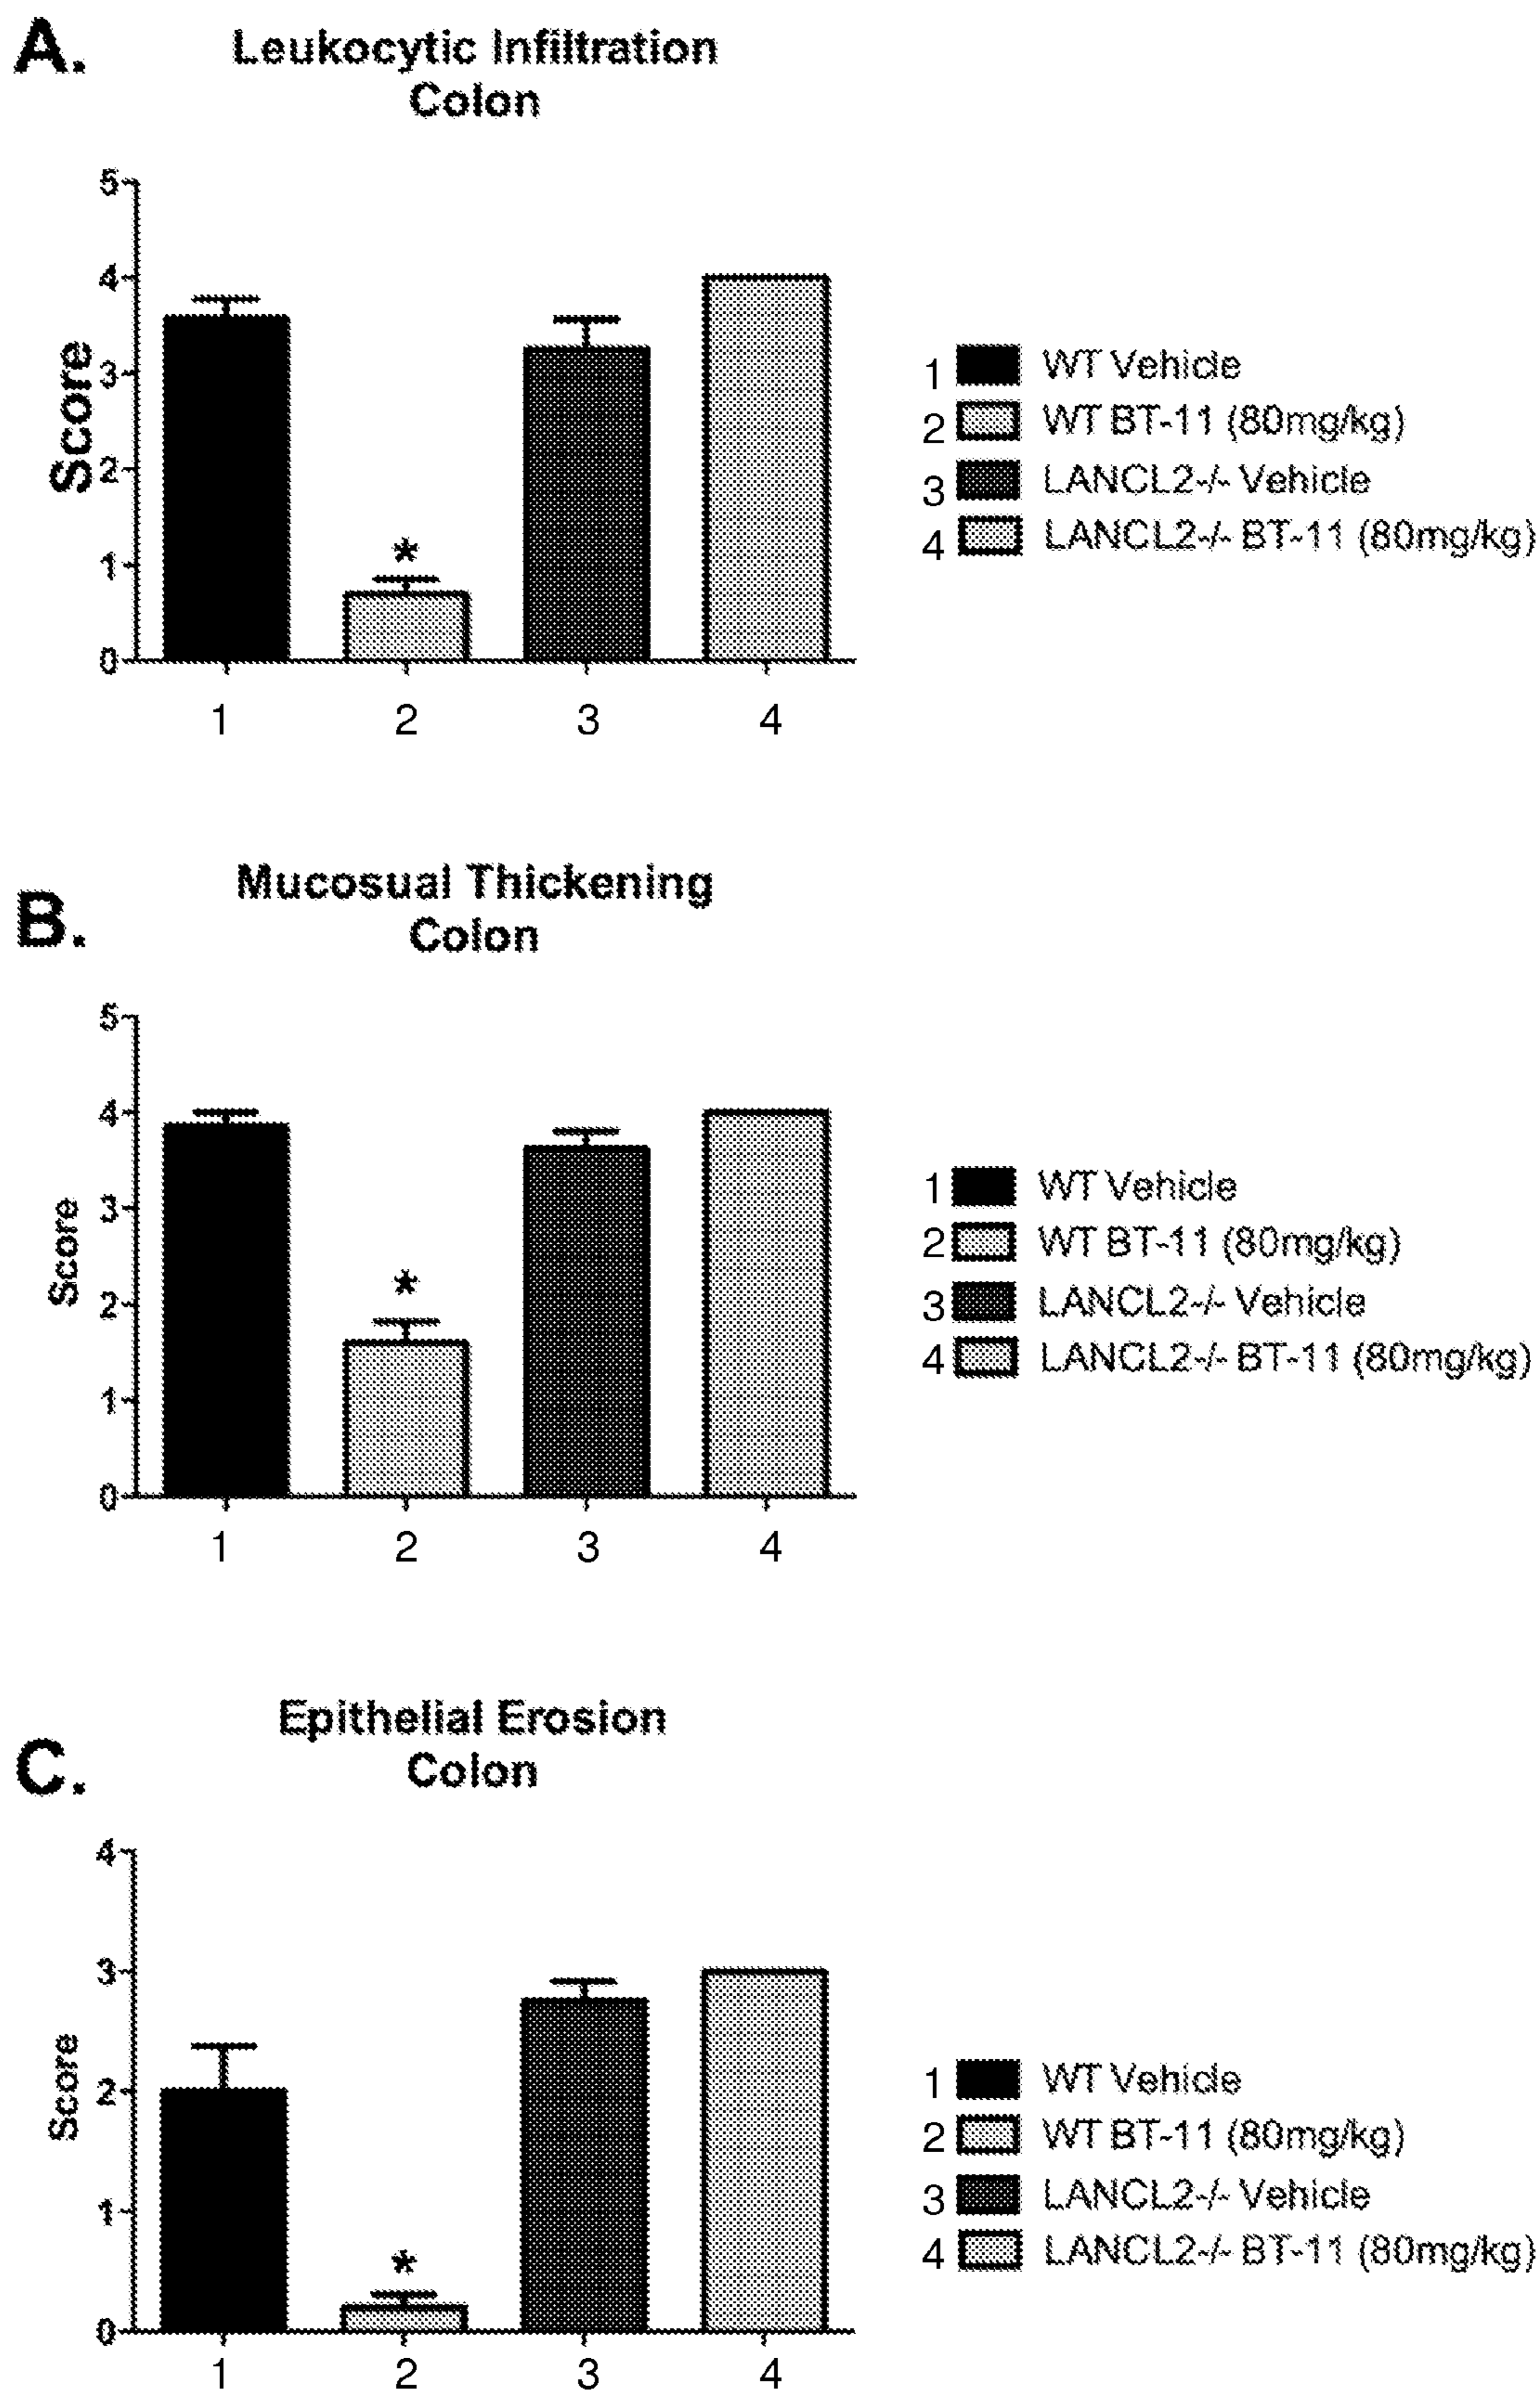 A.
Leukocytic Infiltration
Colon
Score
5
4
3
2
1
0
*
1 2 3 4
1 WT Vehicle
2 WT BT-11 (80mg/kg)
3 LANCL2-/- Vehicle
4 LANCL2-/- BT-11 (80mg/kg)
B.
Mucosual Thickening
Colon
Score
5
4
3
2
1
0
*
1 2 3 4
1 WT Vehicle
2 WT BT-11 (80mg/kg)
3 LANCL2-/- Vehicle
4 LANCL2-/- BT-11 (80mg/kg)
C.
Epithelial Erosion
Colon
Score
4
3
2
1
0
*
1 2 3 4
1 WT Vehicle
2 WT BT-11 (80mg/kg)
3 LANCL2-/- Vehicle
4 LANCL2-/- BT-11 (80mg/kg)